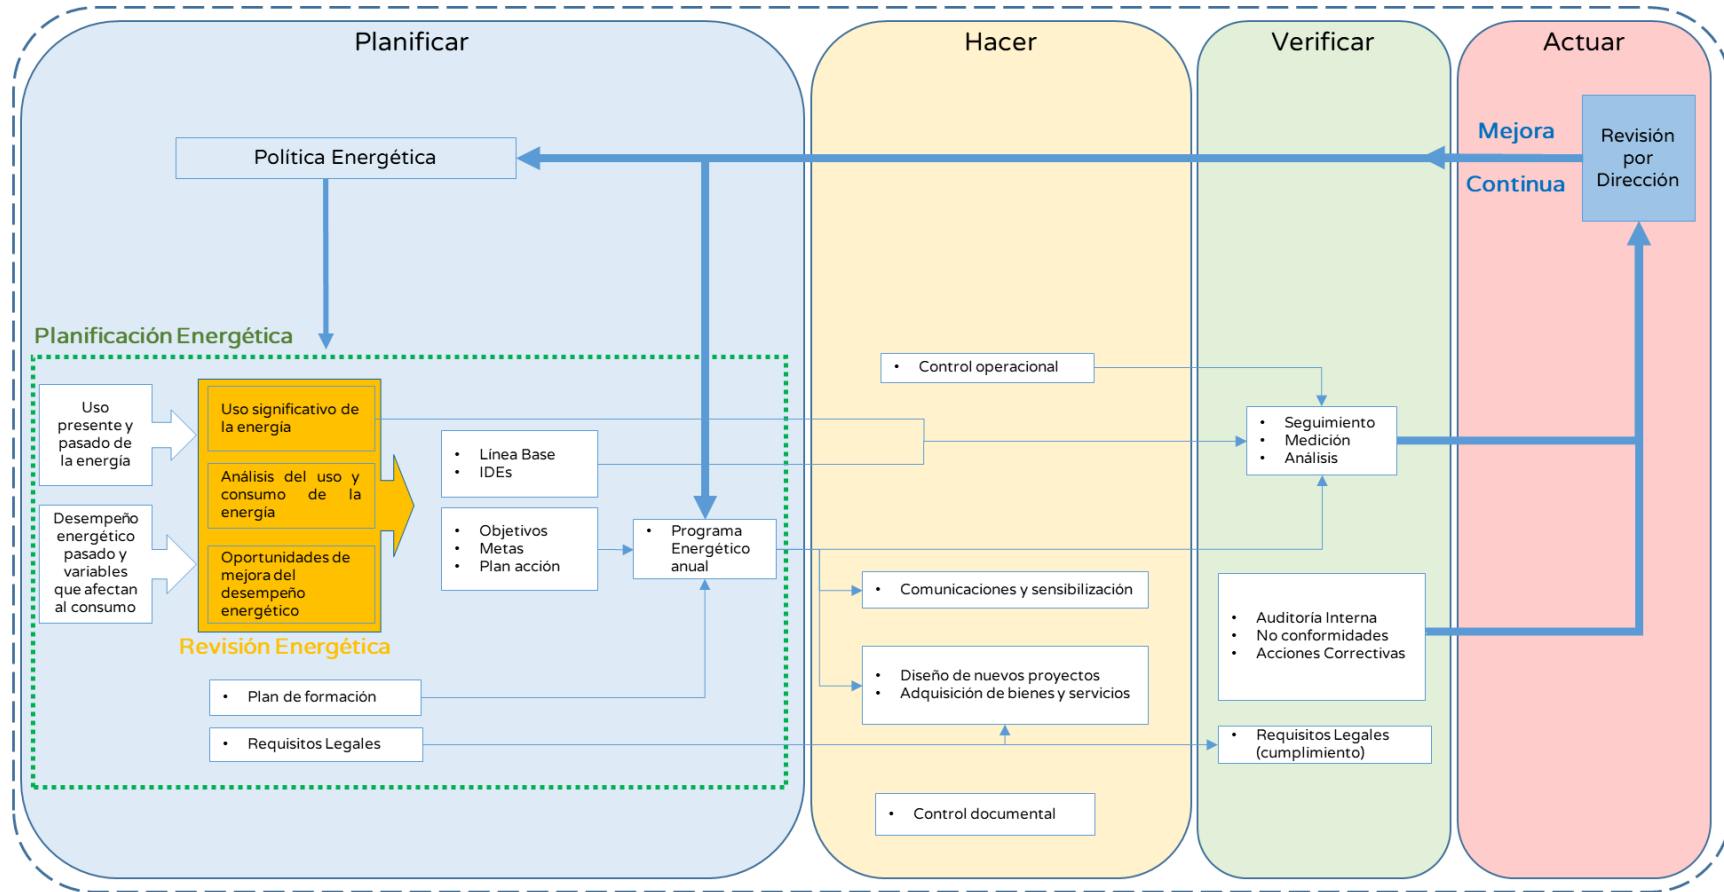 Planificar
Hacer
Verificar
Actuar
Política Energética
Mejora
Continua
Revisión
por
Dirección
Planificación Energética
Uso
presente y
pasado de
la energía
Desempeño
energético
pasado y
variables
que afectan
al consumo
Uso significativo de
la energía
Análisis del uso y
consumo de la
energía
Oportunidades de
mejora del
desempeño
energético
Revisión Energética
• Línea Base
• IDEs
• Objetivos
• Metas
• Plan acción
• Programa
Energético
anual
• Plan de formación
• Requisitos Legales
• Control operacional
• Comunicaciones y sensibilización
• Diseño de nuevos proyectos
• Adquisición de bienes y servicios
• Control documental
• Seguimiento
• Medición
• Análisis
• Auditoría Interna
• No conformidades
• Acciones Correctivas
• Requisitos Legales
(cumplimiento)